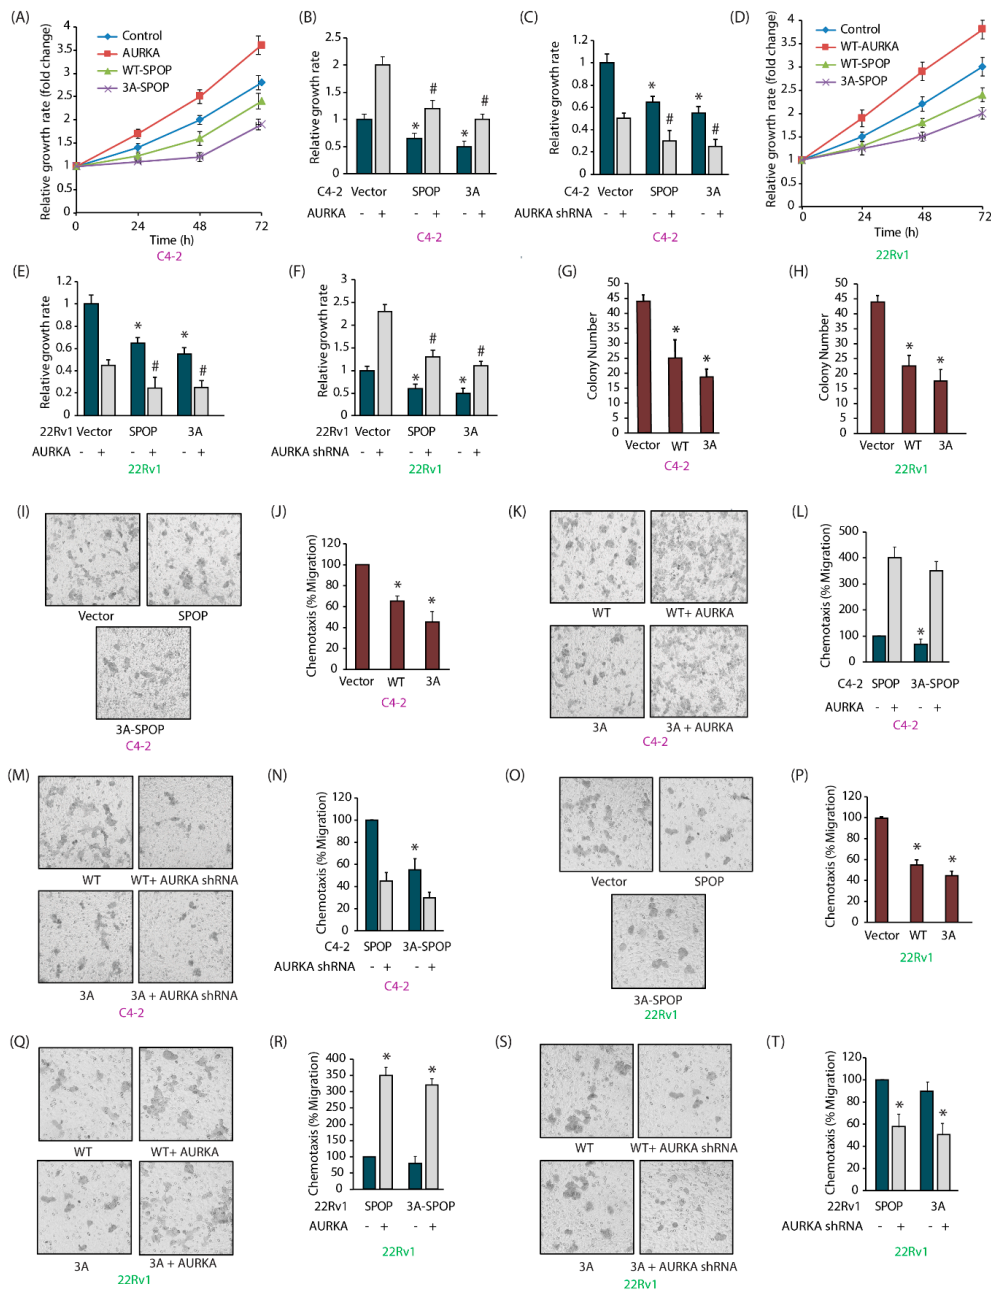 (A)
Relative growth rate (fold change)
4
3.5
3
2.5
2
1.5
1
0.5
0
Control
AURKA
WT-SPOP
3A-SPOP
0 24 48 72
Time (h)
C4-2
(B)
Relative growth rate
2.5
2
1.5
1
0.5
0
* # * #
C4-2 Vector SPOP 3A
AURKA - + - + - +
C4-2
(C)
Relative growth rate
1.2
1
0.8
0.6
0.4
0.2
0
* # * #
C4-2 Vector SPOP 3A
AURKA shRNA - + - + - +
C4-2
(D)
Relative growth rate (fold change)
4
3.5
3
2.5
2
1.5
1
0.5
0
Control
WT-AURKA
WT-SPOP
3A-SPOP
0 24 48 72
Time (h)
22Rv1
(E)
Relative growth rate
1.2
1
0.8
0.6
0.4
0.2
0
* # * #
22Rv1 Vector SPOP 3A
AURKA - + - + - +
22Rv1
(F)
Relative growth rate
3
2.5
2
1.5
1
0.5
0
* # * #
22Rv1 Vector SPOP 3A
AURKA shRNA - + - + - +
22Rv1
(G)
Colony Number
50
45
40
35
30
25
20
15
10
5
0
* *
Vector WT 3A
C4-2
(H)
Colony Number
50
45
40
35
30
25
20
15
10
5
0
* *
Vector WT 3A
22Rv1
(I)
Vector SPOP
3A-SPOP
C4-2
(J)
Chemotaxis (% Migration)
120
100
80
60
40
20
0
* *
Vector WT 3A
C4-2
(K)
WT WT+ AURKA
3A 3A + AURKA
C4-2
(L)
Chemotaxis (% Migration)
500
400
300
200
100
0
*
C4-2 SPOP 3A-SPOP
AURKA - + - +
C4-2
(M)
WT WT+ AURKA shRNA
3A 3A + AURKA shRNA
C4-2
(N)
Chemotaxis (% Migration)
120
100
80
60
40
20
0
*
C4-2 SPOP 3A-SPOP
AURKA shRNA - + - +
C4-2
(O)
Vector SPOP
3A-SPOP
22Rv1
(P)
Chemotaxis (% Migration)
120
100
80
60
40
20
0
* *
Vector WT 3A
22Rv1
(Q)
WT WT+ AURKA
3A 3A + AURKA
22Rv1
(R)
Chemotaxis (% Migration)
400
350
300
250
200
150
100
50
0
* *
22Rv1 SPOP 3A-SPOP
AURKA - + - +
22Rv1
(S)
WT WT+ AURKA shRNA
3A 3A + AURKA shRNA
22Rv1
(T)
Chemotaxis (% Migration)
120
100
80
60
40
20
0
* *
22Rv1 SPOP 3A
AURKA shRNA - + - +
22Rv1